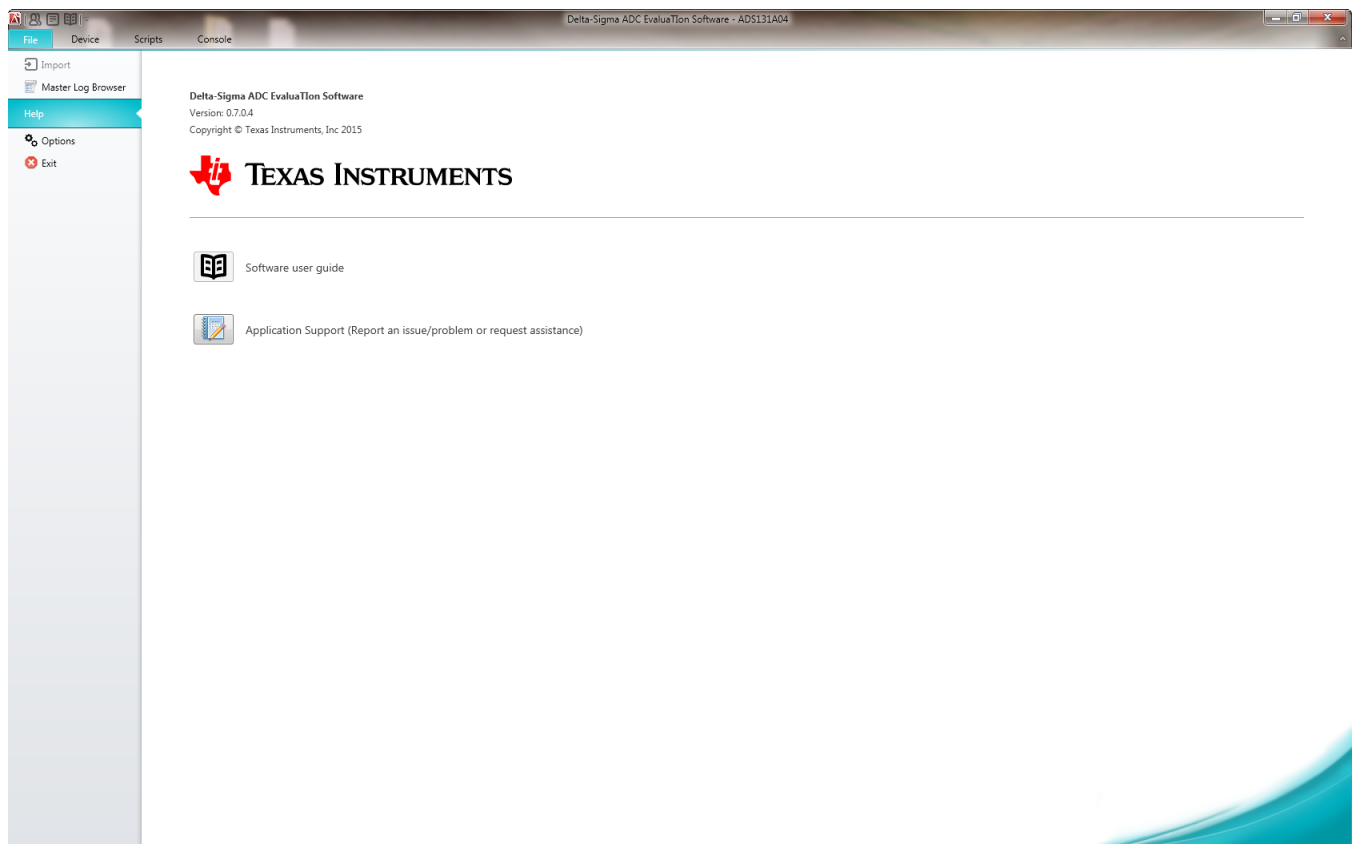 Delta-Sigma ADC EvaluaTIon Software - ADS131A04
File Device Scripts Console
Import
Master Log Browser
Help
Options
Exit
Delta-Sigma ADC EvaluaTIon Software
Version: 0.7.0.4
Copyright © Texas Instruments, Inc 2015
TEXAS INSTRUMENTS
Software user guide
Application Support (Report an issue/problem or request assistance)